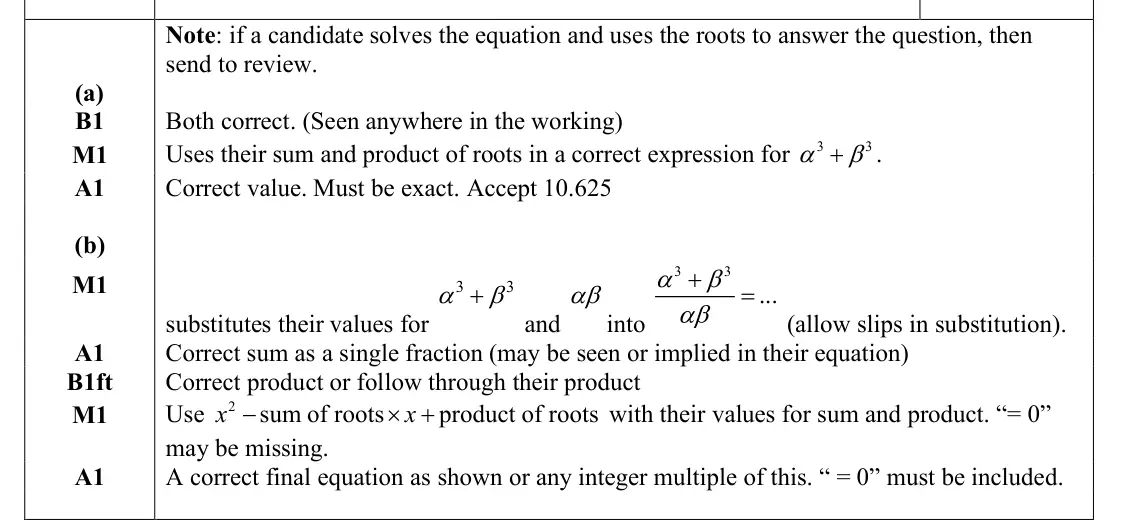 Note: if a candidate solves the equation and uses the roots to answer the question, then
send to review.
(a)
B1 Both correct. (Seen anywhere in the working)
M1 Uses their sum and product of roots in a correct expression for α³ + β³.
A1 Correct value. Must be exact. Accept 10.625
(b)
M1 substitutes their values for α³ + β³ and αβ into (α³ + β³)/αβ = ... (allow slips in substitution).
A1 Correct sum as a single fraction (may be seen or implied in their equation)
B1ft Correct product or follow through their product
M1 Use x² − sum of roots × x + product of roots with their values for sum and product. “= 0”
may be missing.
A1 A correct final equation as shown or any integer multiple of this. “ = 0” must be included.